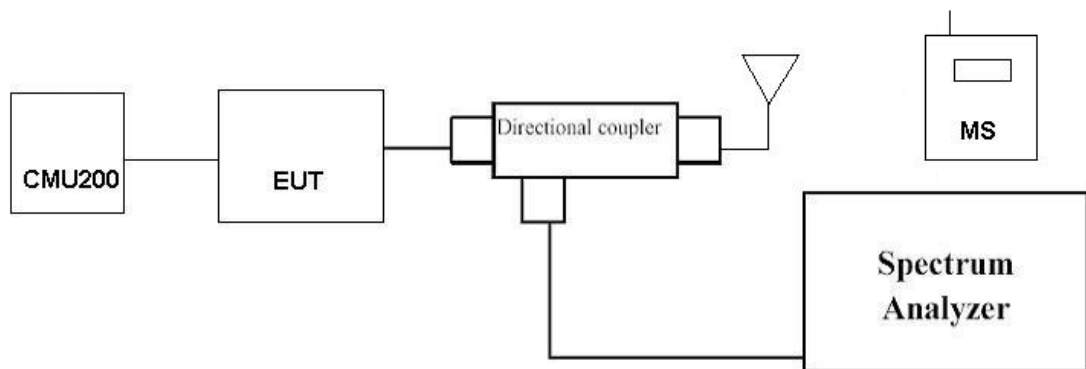 CMU200
EUT
Directional coupler
MS
Spectrum
Analyzer